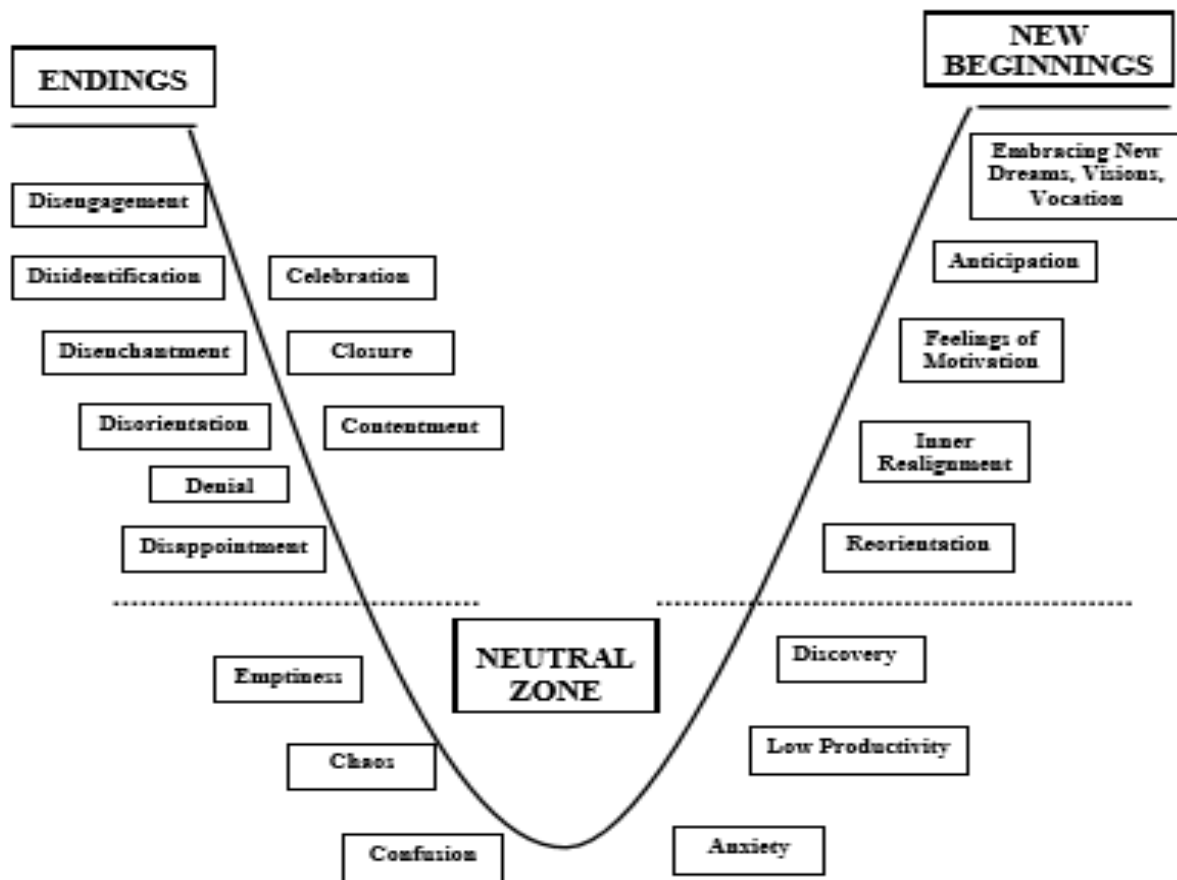 ENDINGS
NEW
BEGINNINGS
Disengagement
Disidentification
Disenchantment
Disorientation
Denial
Disappointment
Celebration
Closure
Contentment
Embracing New
Dreams, Visions,
Vocation
Anticipation
Feelings of
Motivation
Inner
Realignment
Reorientation
NEUTRAL
ZONE
Emptiness
Chaos
Confusion
Discovery
Low Productivity
Anxiety